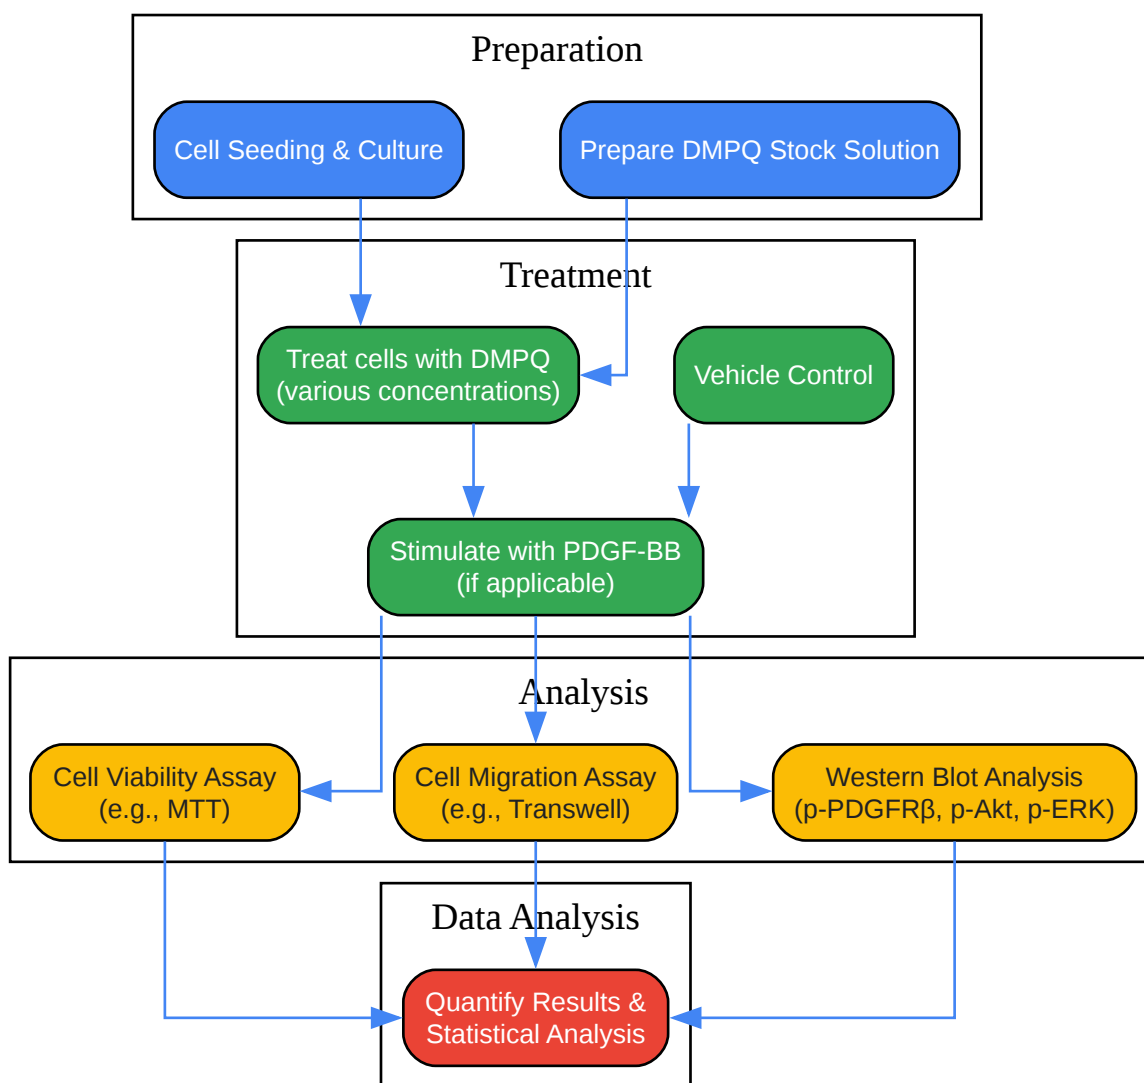 Preparation
Cell Seeding & Culture
Prepare DMPQ Stock Solution
Treatment
Treat cells with DMPQ
(various concentrations)
Vehicle Control
Stimulate with PDGF-BB
(if applicable)
Analysis
Cell Viability Assay
(e.g., MTT)
Cell Migration Assay
(e.g., Transwell)
Western Blot Analysis
(p-PDGFRβ, p-Akt, p-ERK)
Data Analysis
Quantify Results &
Statistical Analysis